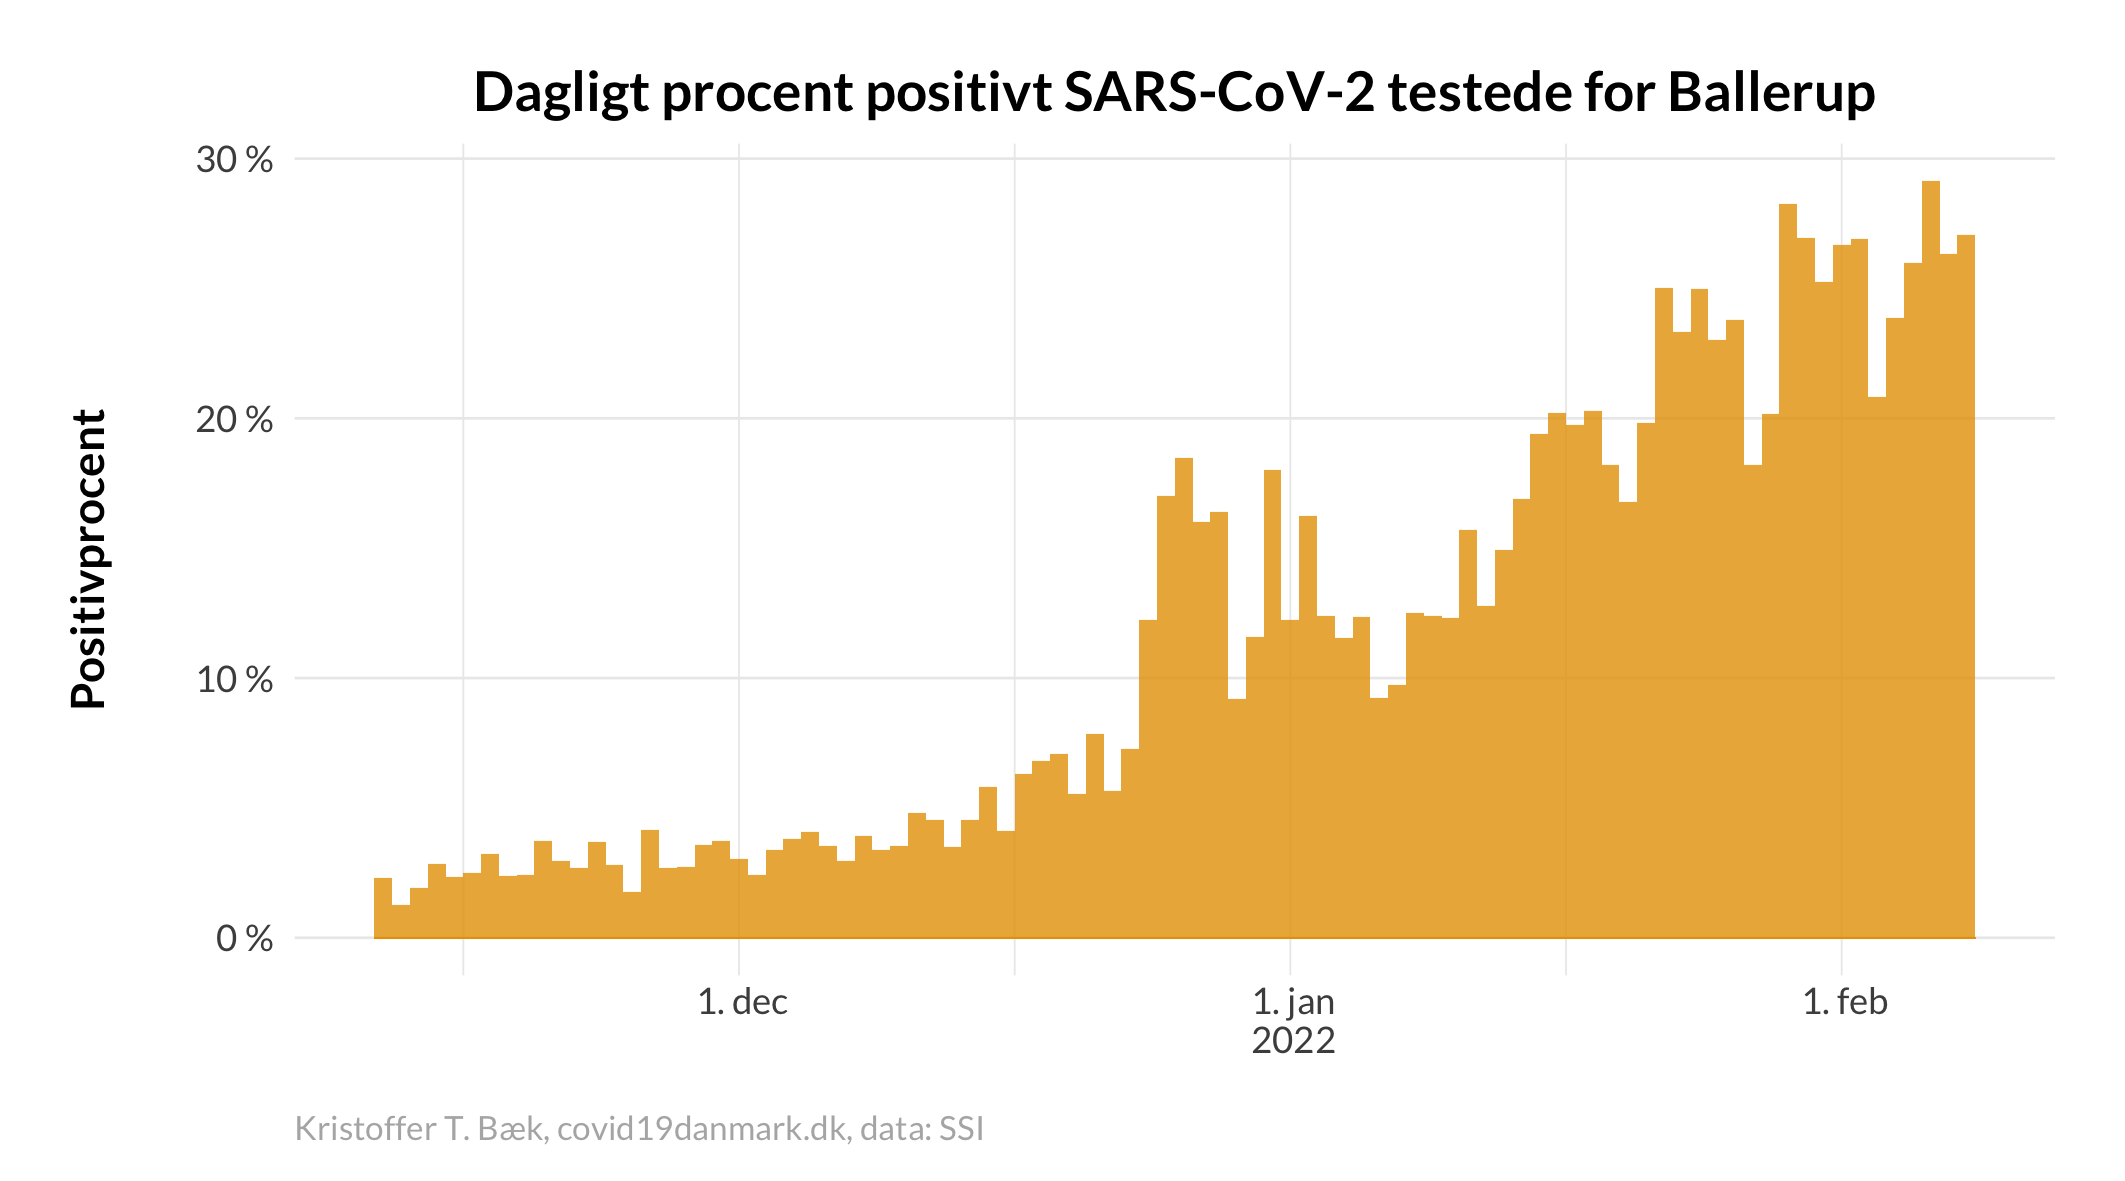 Dagligt procent positivt SARS-CoV-2 testede for Ballerup
30 %
20 %
10 %
0 %
Positivprocent
1. dec
1. jan
2022
1. feb
Kristoffer T. Bæk, covid19danmark.dk, data: SSI